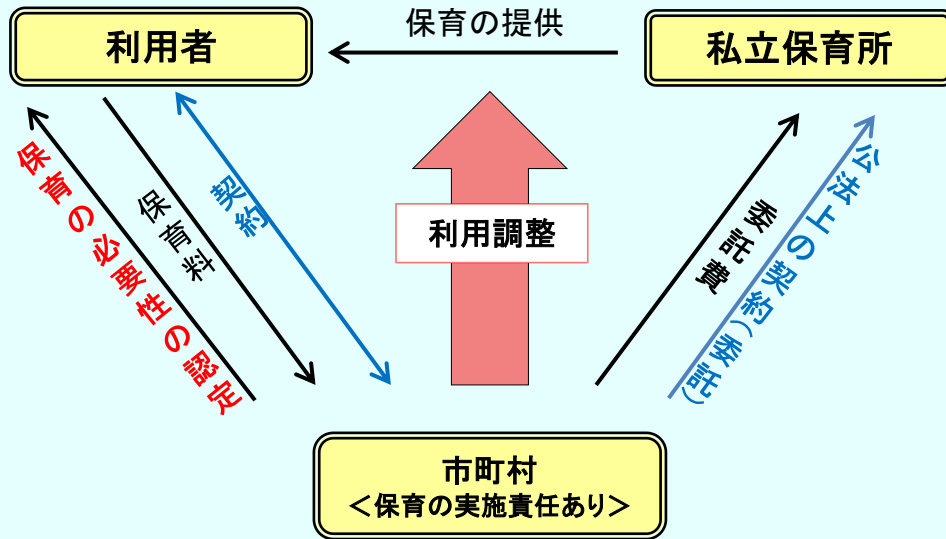 利用者
保育の提供
私立保育所
保育の必要性の認定
保育料
契約
利用調整
委託費
公法上の契約(委託)
市町村
<保育の実施責任あり>